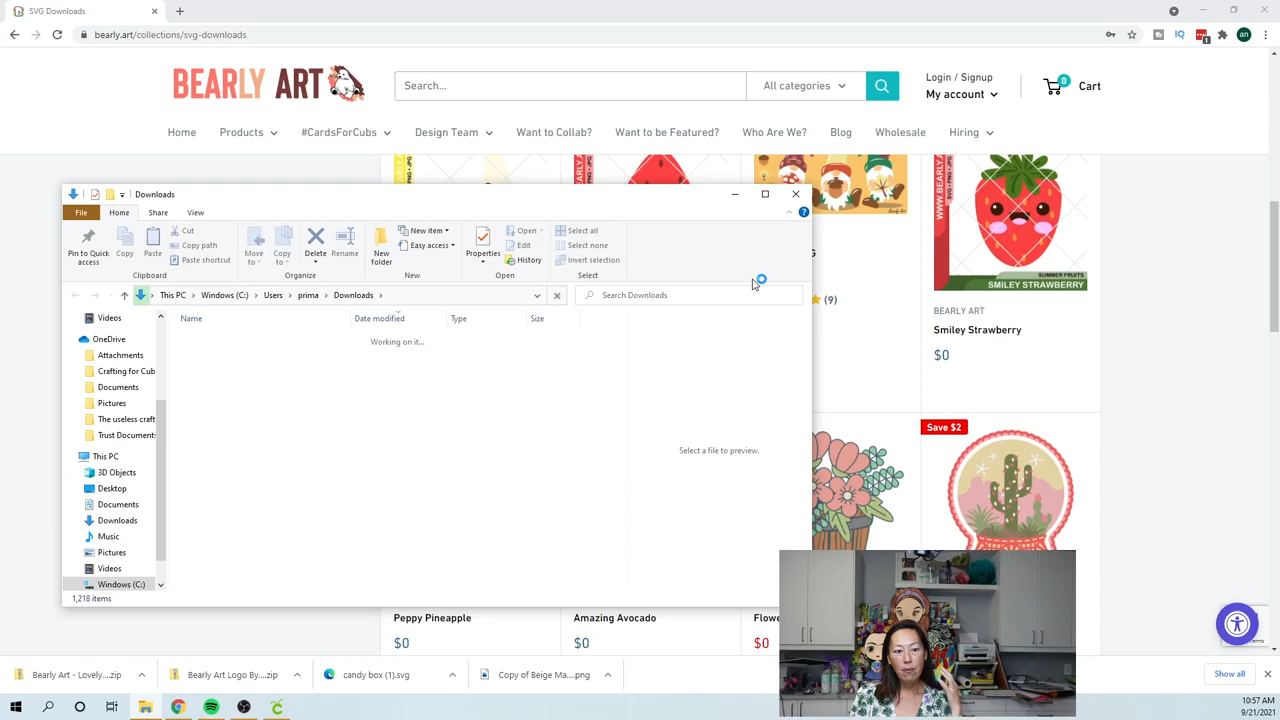 SVG Downloads
bearly.art/collections/svg-downloads
an
BEARLY ART
Search...
All categories
Login / Signup
My account
0
Cart
Home
Products
#CardsForCubs
Design Team
Want to Collab?
Want to be Featured?
Who Are We?
Blog
Wholesale
Hiring
Downloads
File
Home
Share
View
Pin to Quick access
Copy
Paste
Cut
Copy path
Paste shortcut
Clipboard
Move to
Copy to
Delete
Rename
Organize
New folder
New item
Easy access
New
Properties
Open
Edit
History
Open
Select all
Select none
Invert selection
Select
This PC
Windows (C:)
Users
prima
Downloads
Search Downloads
Videos
OneDrive
Attachments
Crafting for Cub
Documents
Pictures
The useless craft
Trust Documents
This PC
3D Objects
Desktop
Documents
Downloads
Music
Pictures
Videos
Windows (C:)
Name
Date modified
Type
Size
Working on it...
Select a file to preview.
1,218 items
(9)
WWW.BEARLY.
SUMMER FRUITS
SMILEY STRAWBERRY
BEARLY ART
Smiley Strawberry
$0
Save $2
Peppy Pineapple
$0
Amazing Avocado
$0
Flowe
$0
Bearly Art - Lovely....zip
Bearly Art Logo By....zip
candy box (1).svg
Copy of Beige Ma....png
Show all
10:57 AM
9/21/2021